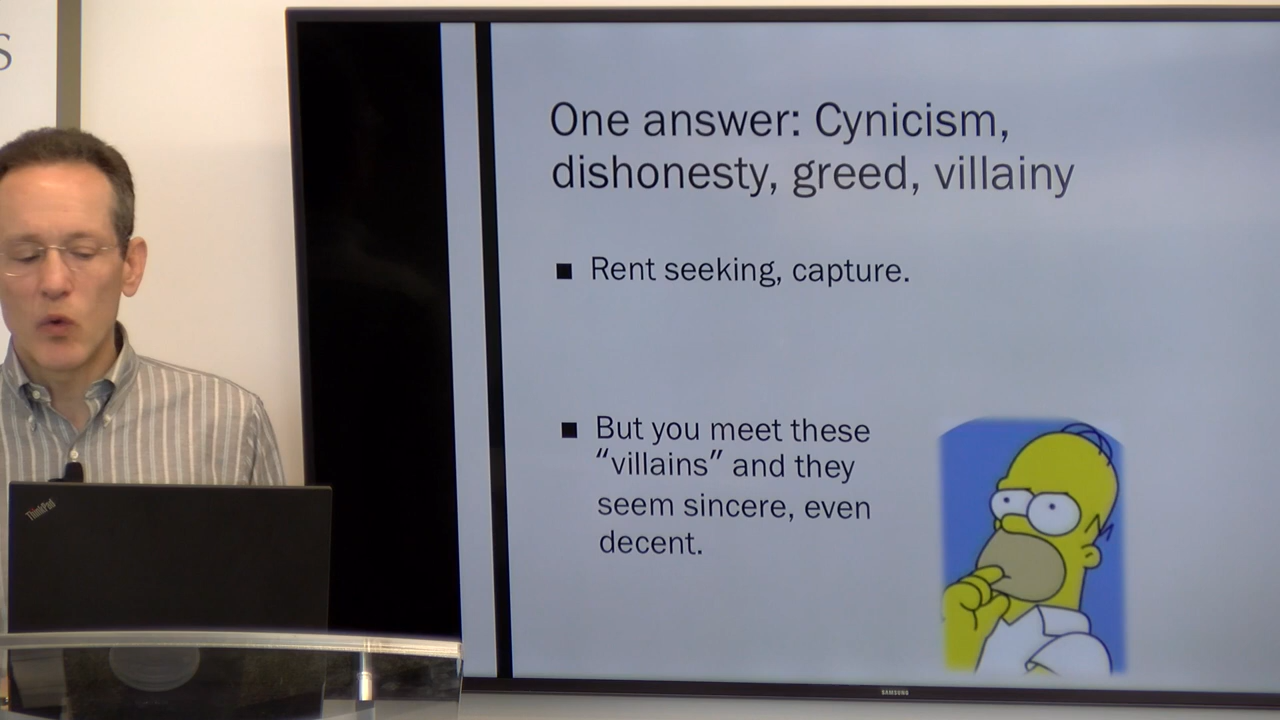 S
One answer: Cynicism,
dishonesty, greed, villainy
■ Rent seeking, capture.
■ But you meet these
“villains” and they
seem sincere, even
decent.
ThinkPad
SAMSUNG